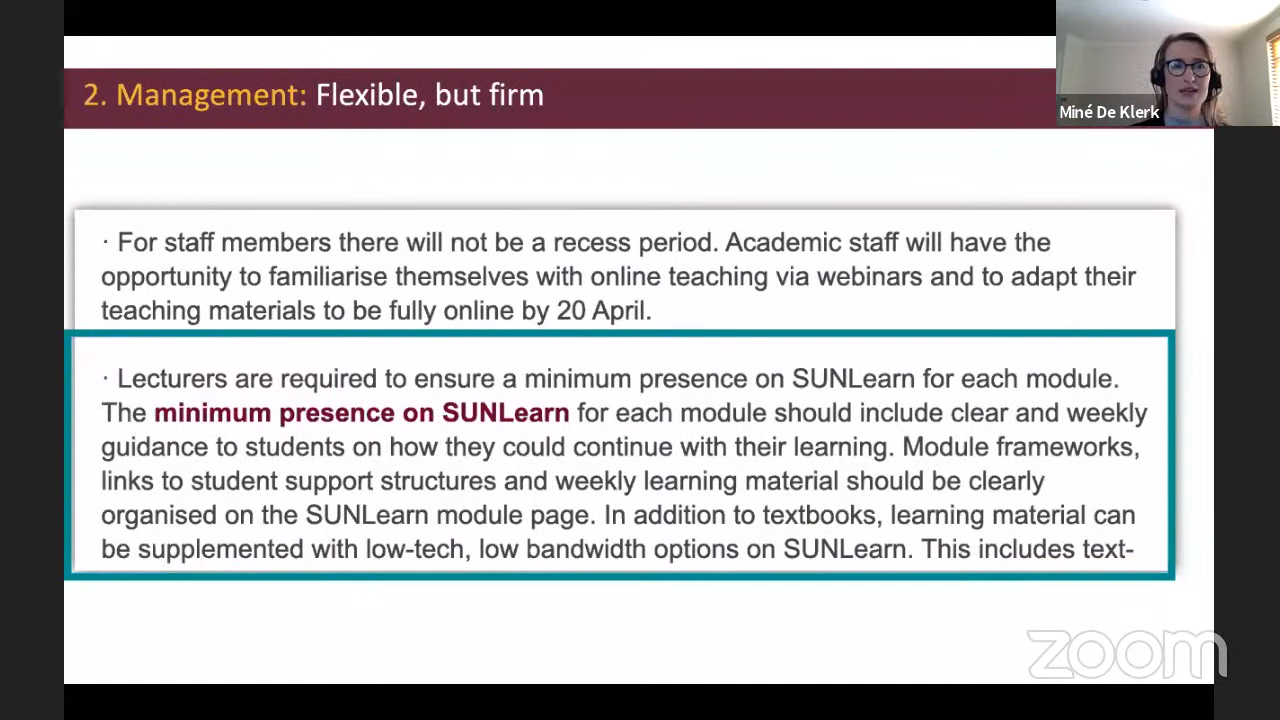 2. Management: Flexible, but firm
Miné De Klerk
· For staff members there will not be a recess period. Academic staff will have the
opportunity to familiarise themselves with online teaching via webinars and to adapt their
teaching materials to be fully online by 20 April.
· Lecturers are required to ensure a minimum presence on SUNLearn for each module.
The minimum presence on SUNLearn for each module should include clear and weekly
guidance to students on how they could continue with their learning. Module frameworks,
links to student support structures and weekly learning material should be clearly
organised on the SUNLearn module page. In addition to textbooks, learning material can
be supplemented with low-tech, low bandwidth options on SUNLearn. This includes text-
zoom